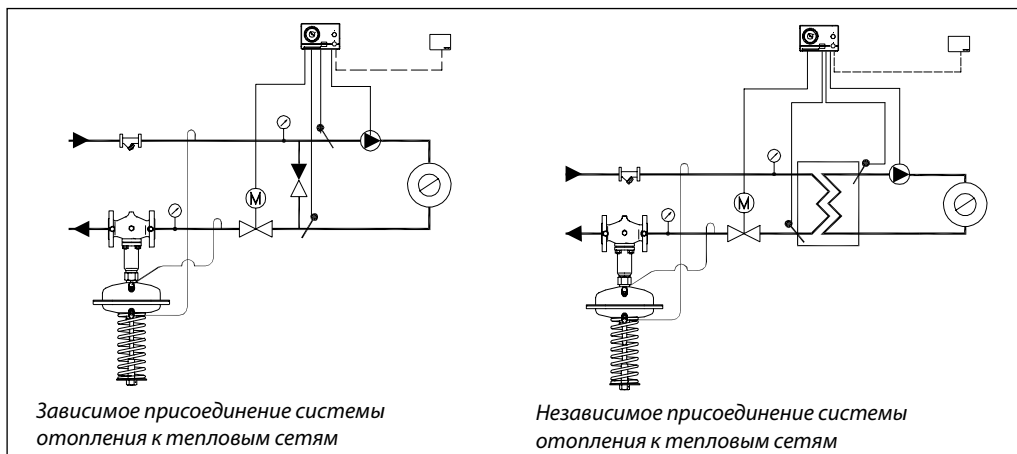 M
M
Зависимое присоединение системы
отопления к тепловым сетям
Независимое присоединение системы
отопления к тепловым сетям